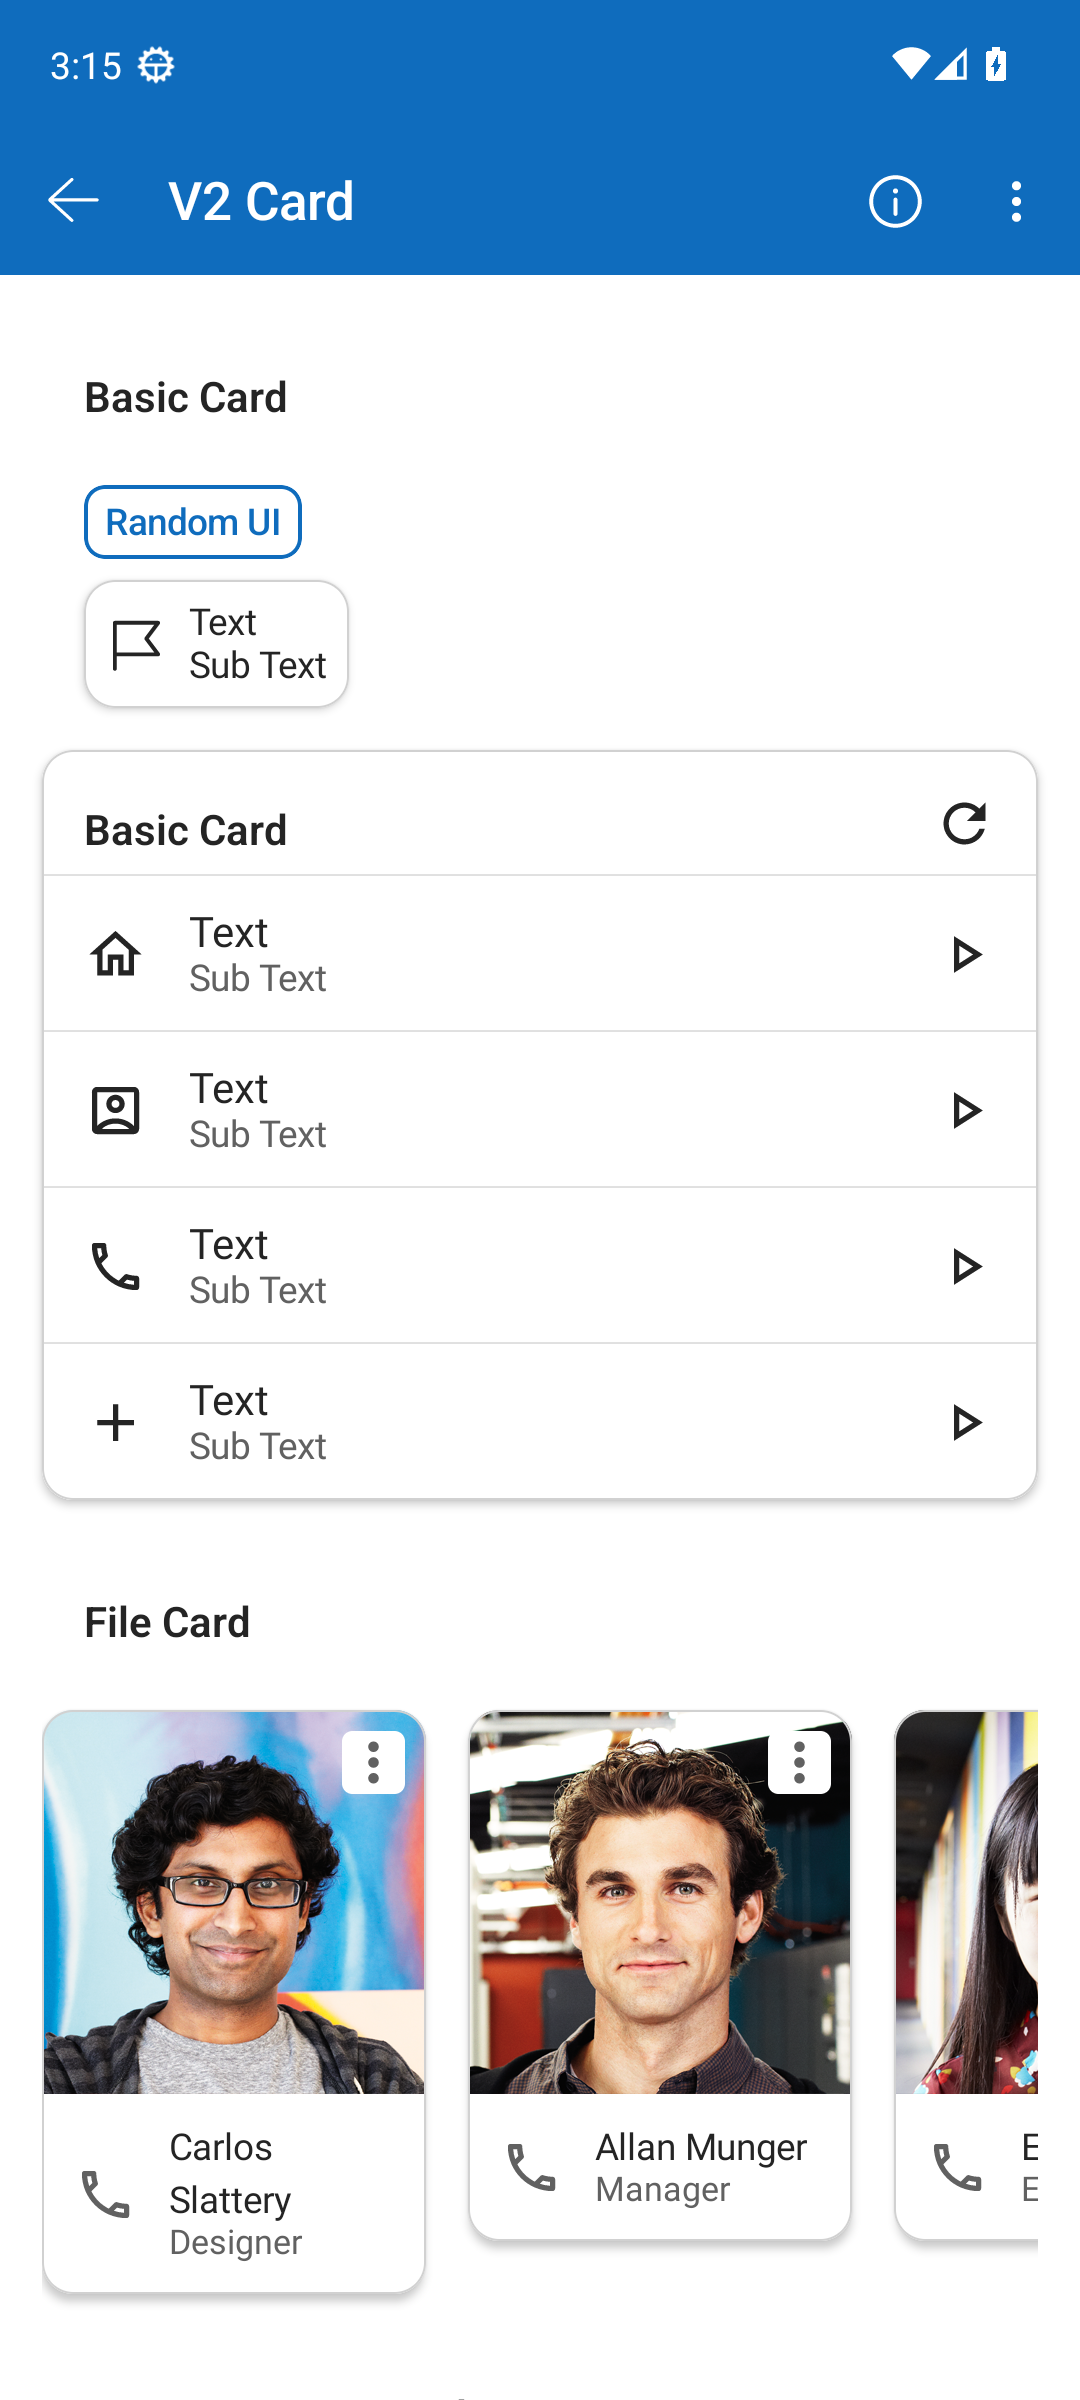 3:15
V2 Card
Basic Card
Random UI
Text
Sub Text
Basic Card
Text
Sub Text
Text
Sub Text
Text
Sub Text
Text
Sub Text
File Card
Carlos
Slattery
Designer
Allan Munger
Manager